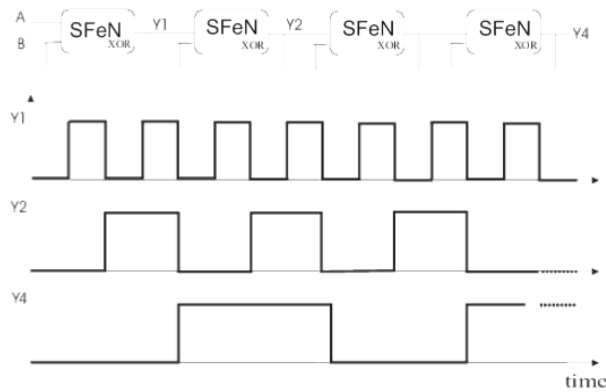 A SFeN XOR Y1 SFeN XOR Y2 SFeN XOR SFeN XOR Y4
B
Y1
Y2
Y4
time